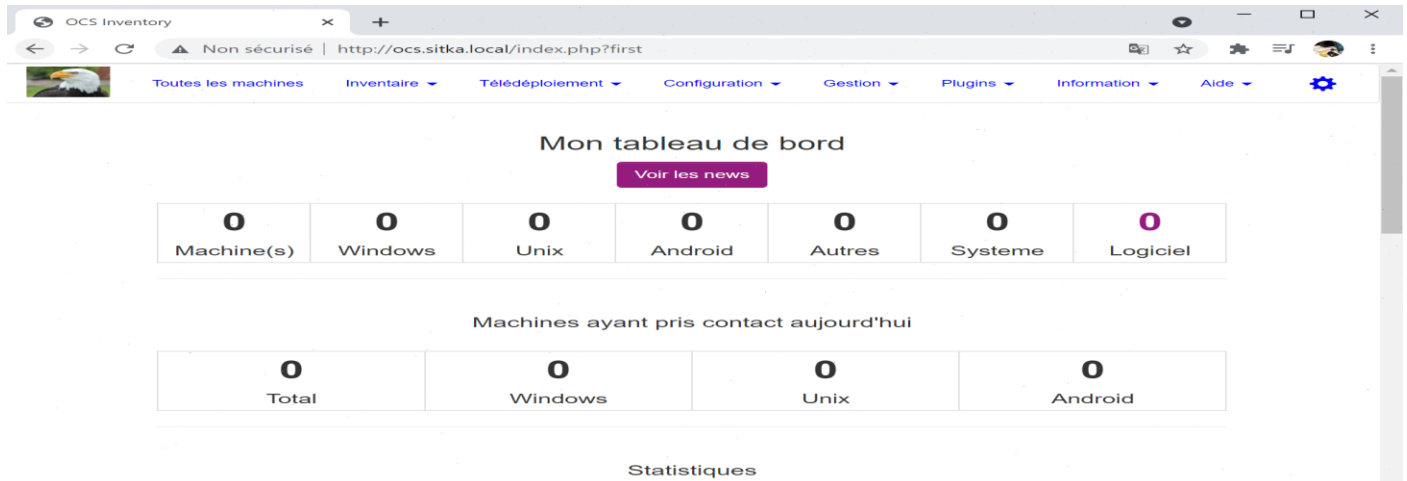 OCS Inventory
Non sécurisé | http://ocs.sitka.local/index.php?first
Toutes les machines Inventaire Télédéploiement Configuration Gestion Plugins Information Aide
Mon tableau de bord
Voir les news
0 0 0 0 0 0 0
Machine(s) Windows Unix Android Autres Systeme Logiciel
Machines ayant pris contact aujourd'hui
0 0 0 0
Total Windows Unix Android
Statistiques